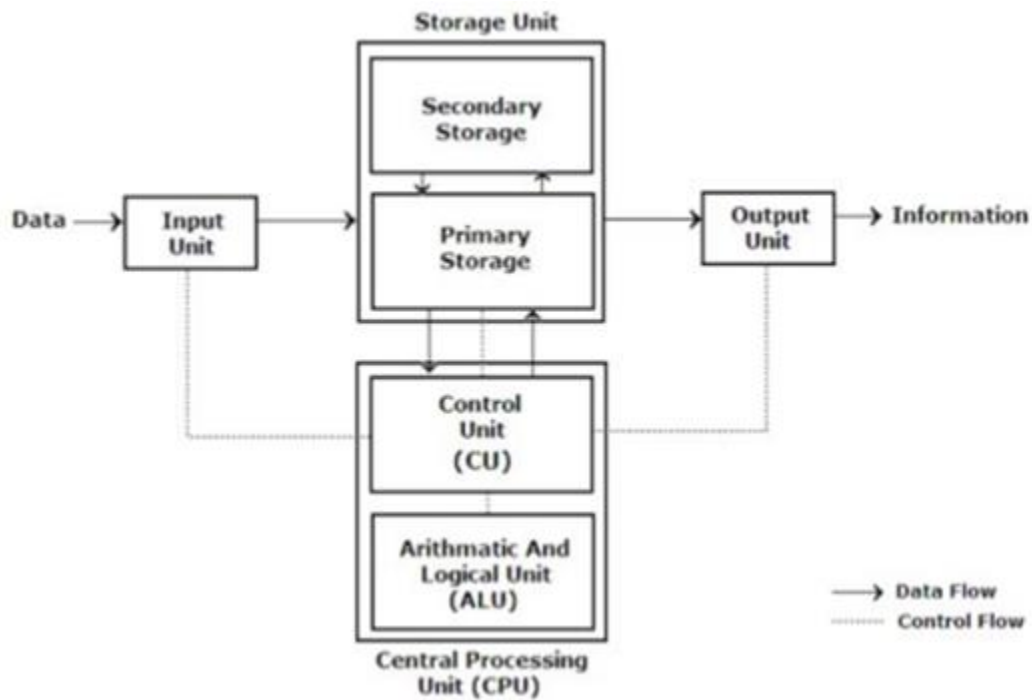 Storage Unit
Secondary
Storage
Data
Input
Unit
Primary
Storage
Output
Unit
Information
Control
Unit
(CU)
Arithmatic And
Logical Unit
(ALU)
Data Flow
Control Flow
Central Processing
Unit (CPU)